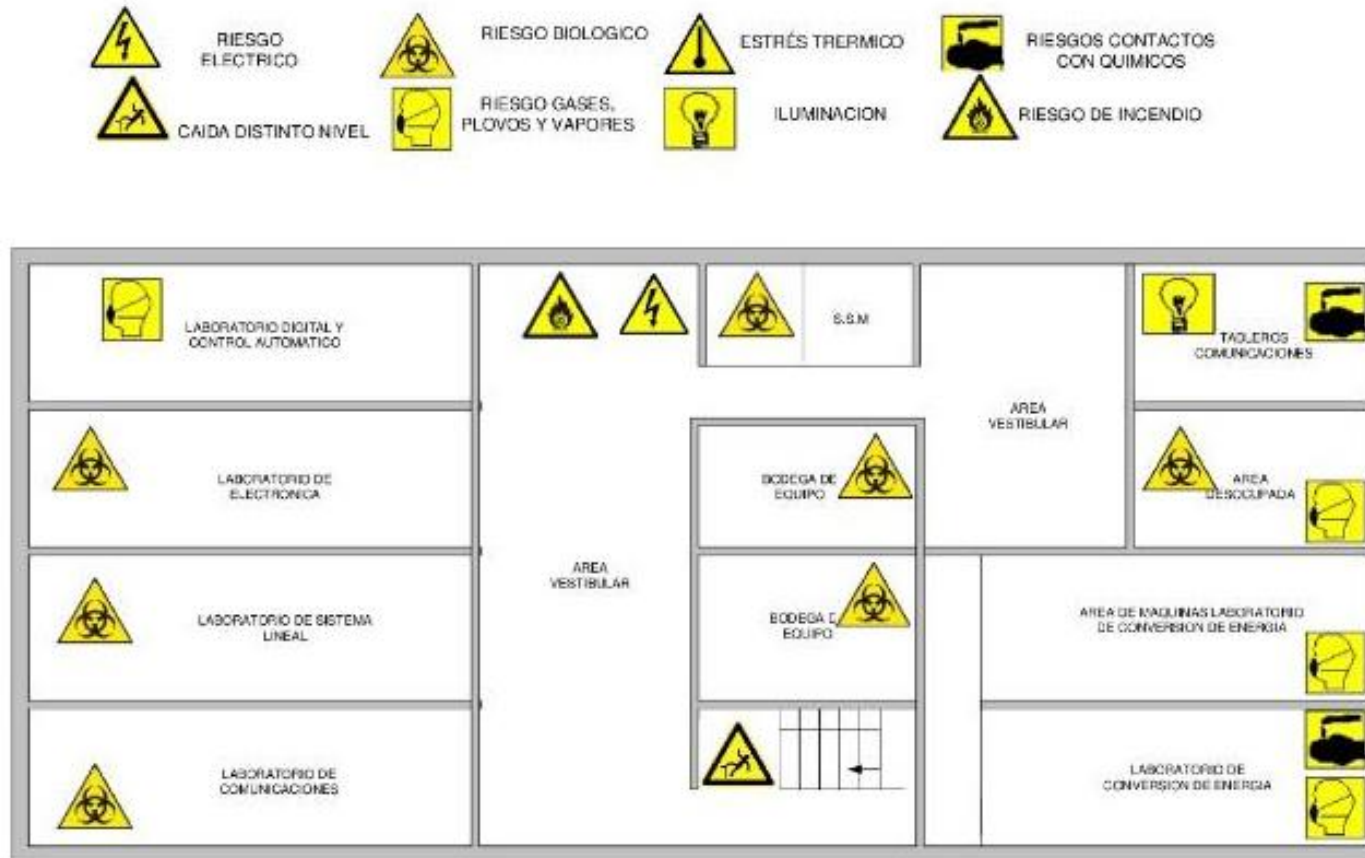 RIESGO
ELECTRICO
RIESGO BIOLOGICO
ESTRÉS TRERMICO
RIESGOS CONTACTOS
CON QUIMICOS
CAIDA DISTINTO NIVEL
RIESGO GASES,
PLOVOS Y VAPORES
ILUMINACION
RIESGO DE INCENDIO
LABORATORIO DIGITAL Y
CONTROL AUTOMATICO
S.S.M
TABLEROS
COMUNICACIONES
AREA
VESTIBULAR
LABORATORIO DE
ELECTRONICA
BODEGA DE
EQUIPO
AREA
DESOCUPADA
AREA
VESTIBULAR
LABORATORIO DE SISTEMA
LINEAL
BODEGA D
EQUIPO
AREA DE MAQUINAS LABORATORIO
DE CONVERSION DE ENERGIA
LABORATORIO DE
COMUNICACIONES
LABORATORIO DE
CONVERSION DE ENERGIA